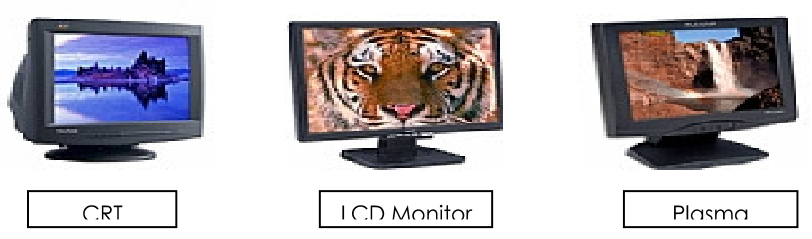 CRT
LCD Monitor
Plasma